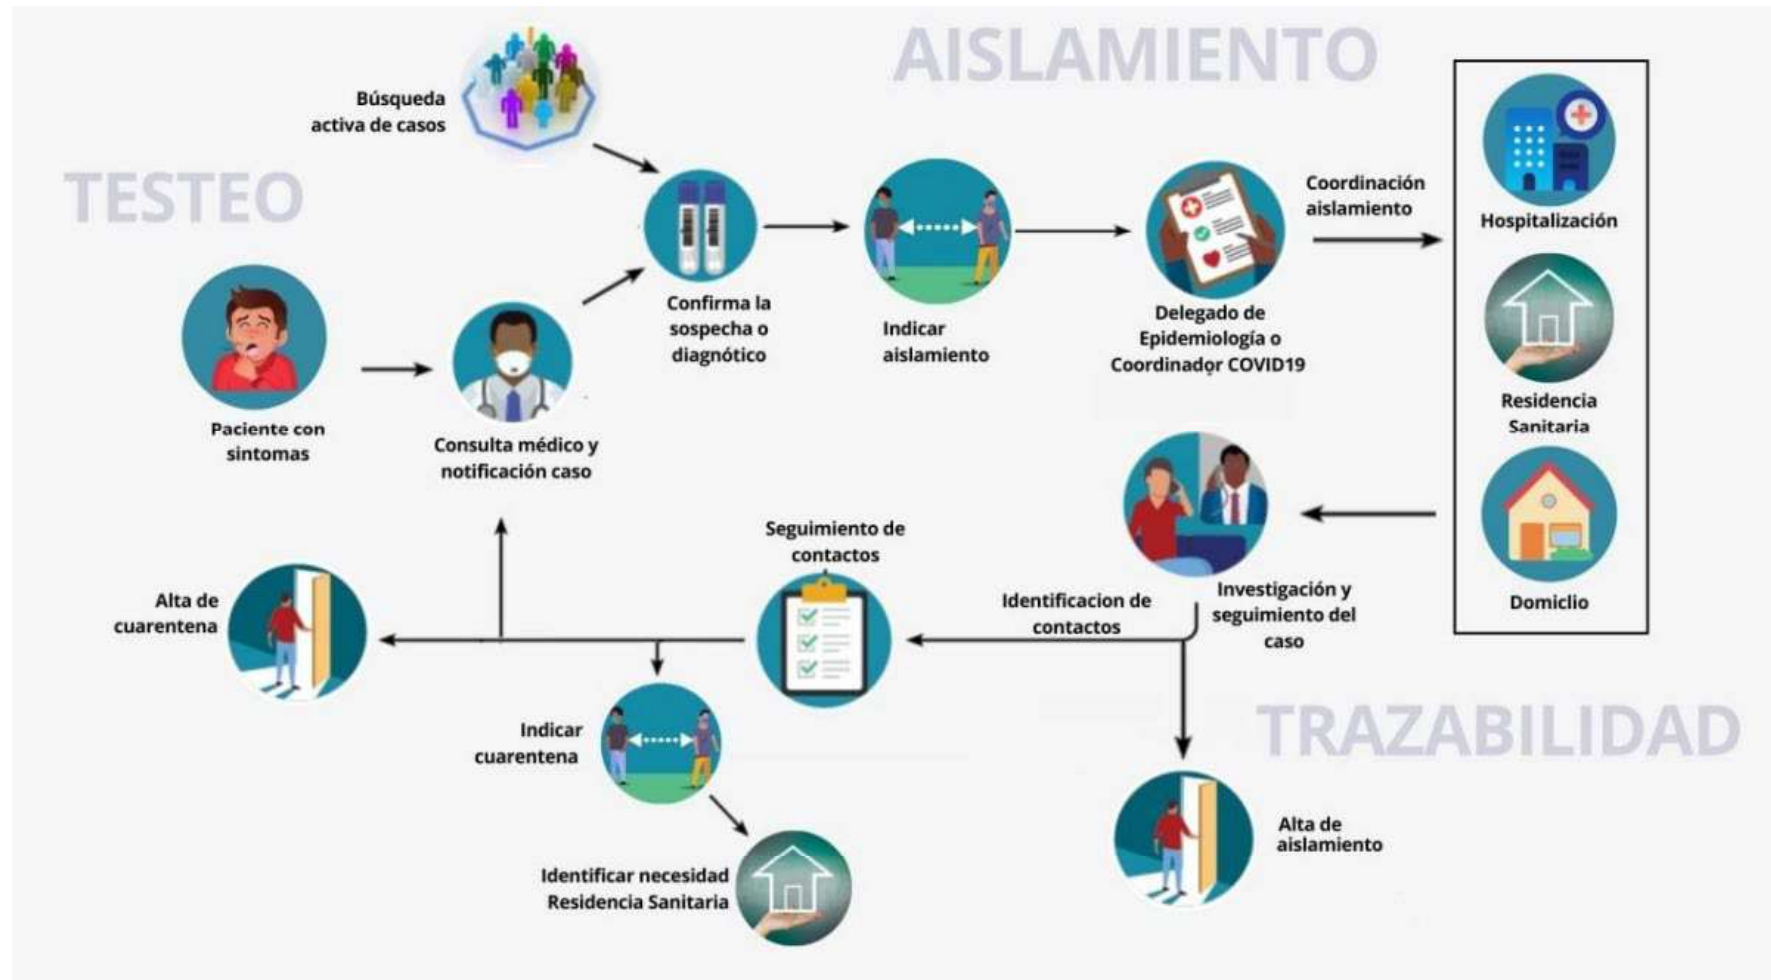 AISLAMIENTO
Búsqueda
activa de casos
TESTEO
Coordinación
aislamiento
Hospitalización
Confirma la
sospecha o
diagnótico
Indicar
aislamiento
Delegado de
Epidemiología o
Coordinador COVID19
Residencia
Sanitaria
Paciente con
sintomas
Consulta médico y
notificación caso
Seguimiento de
contactos
Identificacion de
contactos
Investigación y
seguimiento del
caso
Domiclio
Alta de
cuarentena
TRAZABILIDAD
Indicar
cuarentena
Alta de
aislamiento
Identificar necesidad
Residencia Sanitaria